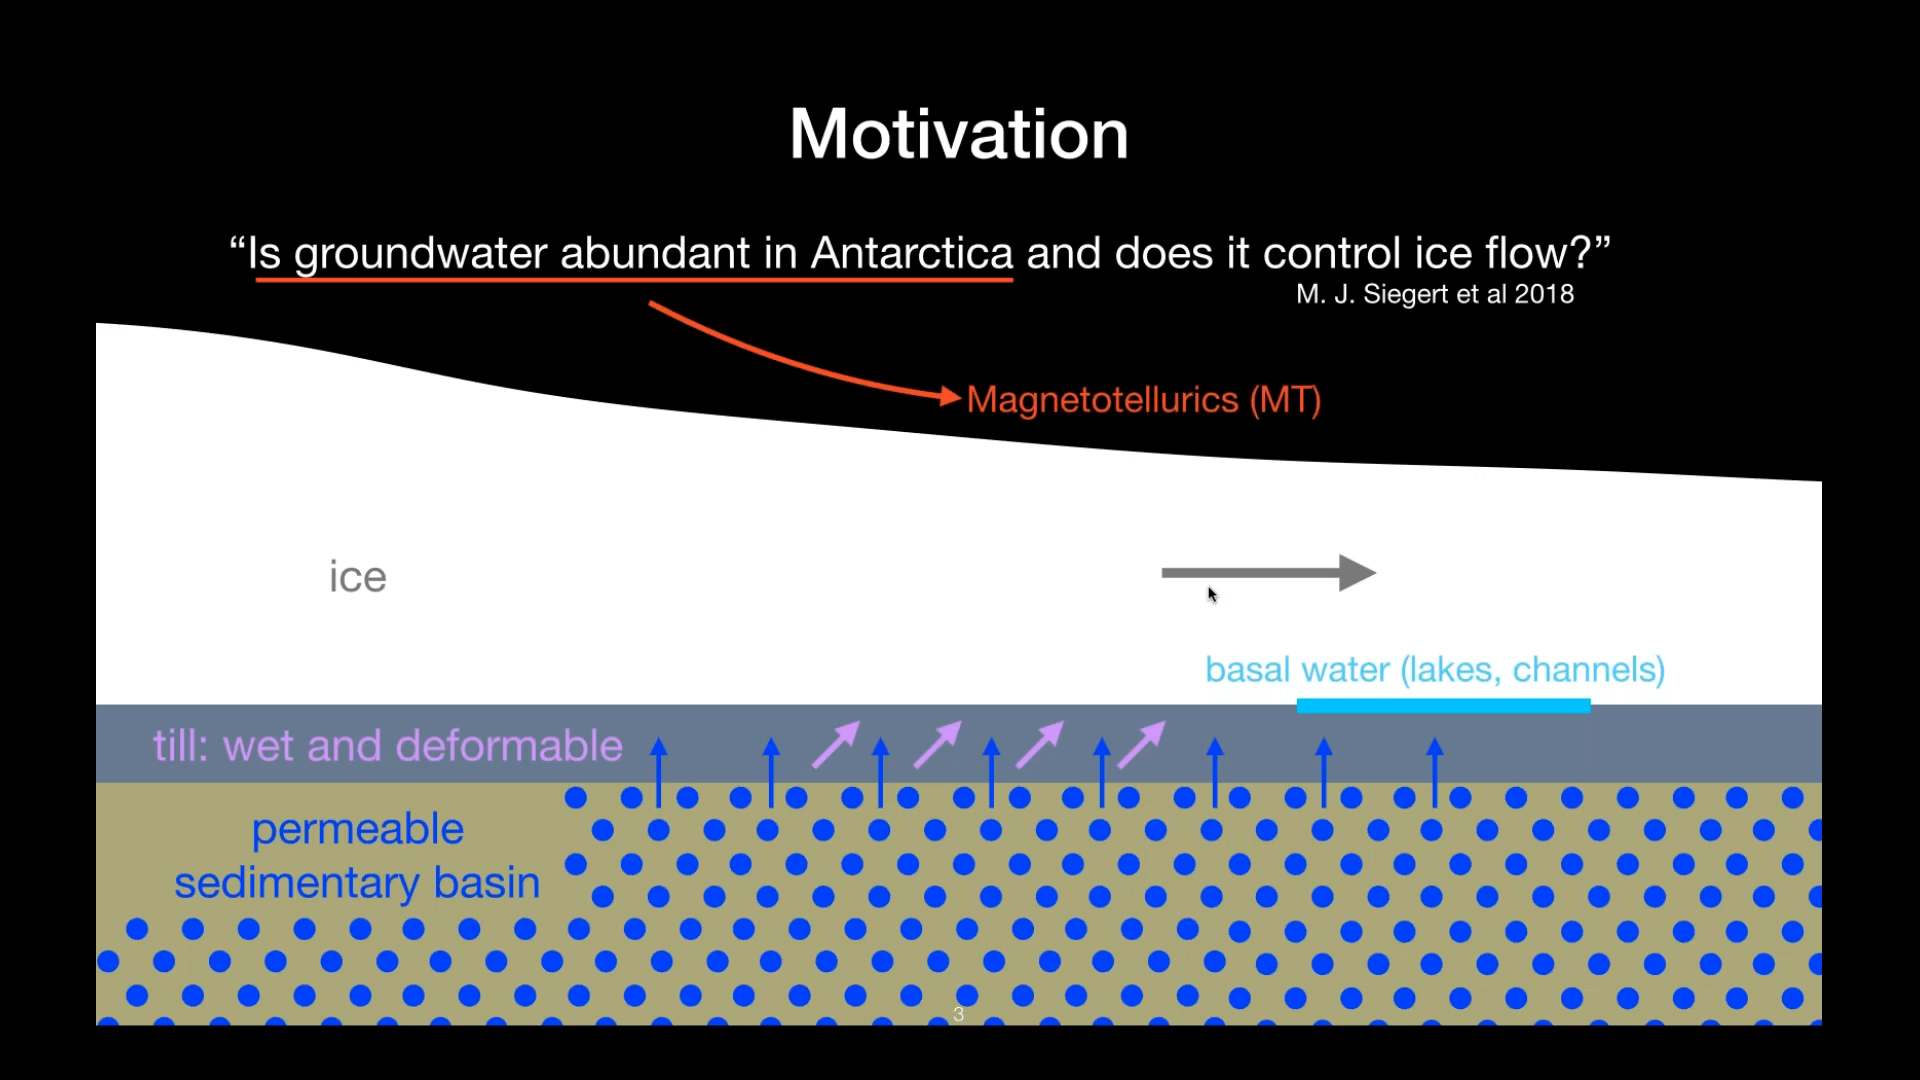 Motivation
“Is groundwater abundant in Antarctica and does it control ice flow?”
M. J. Siegert et al 2018
Magnetotellurics (MT)
ice
basal water (lakes, channels)
till: wet and deformable
permeable
sedimentary basin
3